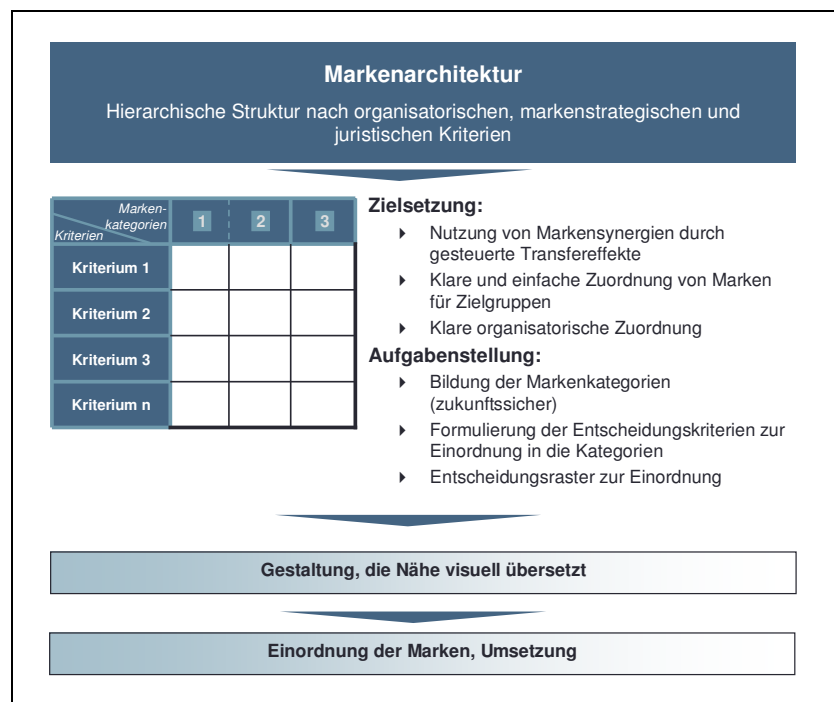 Markenarchitektur
Hierarchische Struktur nach organisatorischen, markenstrategischen und
juristischen Kriterien
Marken-
kategorien
Kriterien
1
2
3
Kriterium 1
Kriterium 2
Kriterium 3
Kriterium n
Zielsetzung:
Nutzung von Markensynergien durch
gesteuerte Transfereffekte
Klare und einfache Zuordnung von Marken
für Zielgruppen
Klare organisatorische Zuordnung
Aufgabenstellung:
Bildung der Markenkategorien
(zukunftssicher)
Formulierung der Entscheidungskriterien zur
Einordnung in die Kategorien
Entscheidungsraster zur Einordnung
Gestaltung, die Nähe visuell übersetzt
Einordnung der Marken, Umsetzung